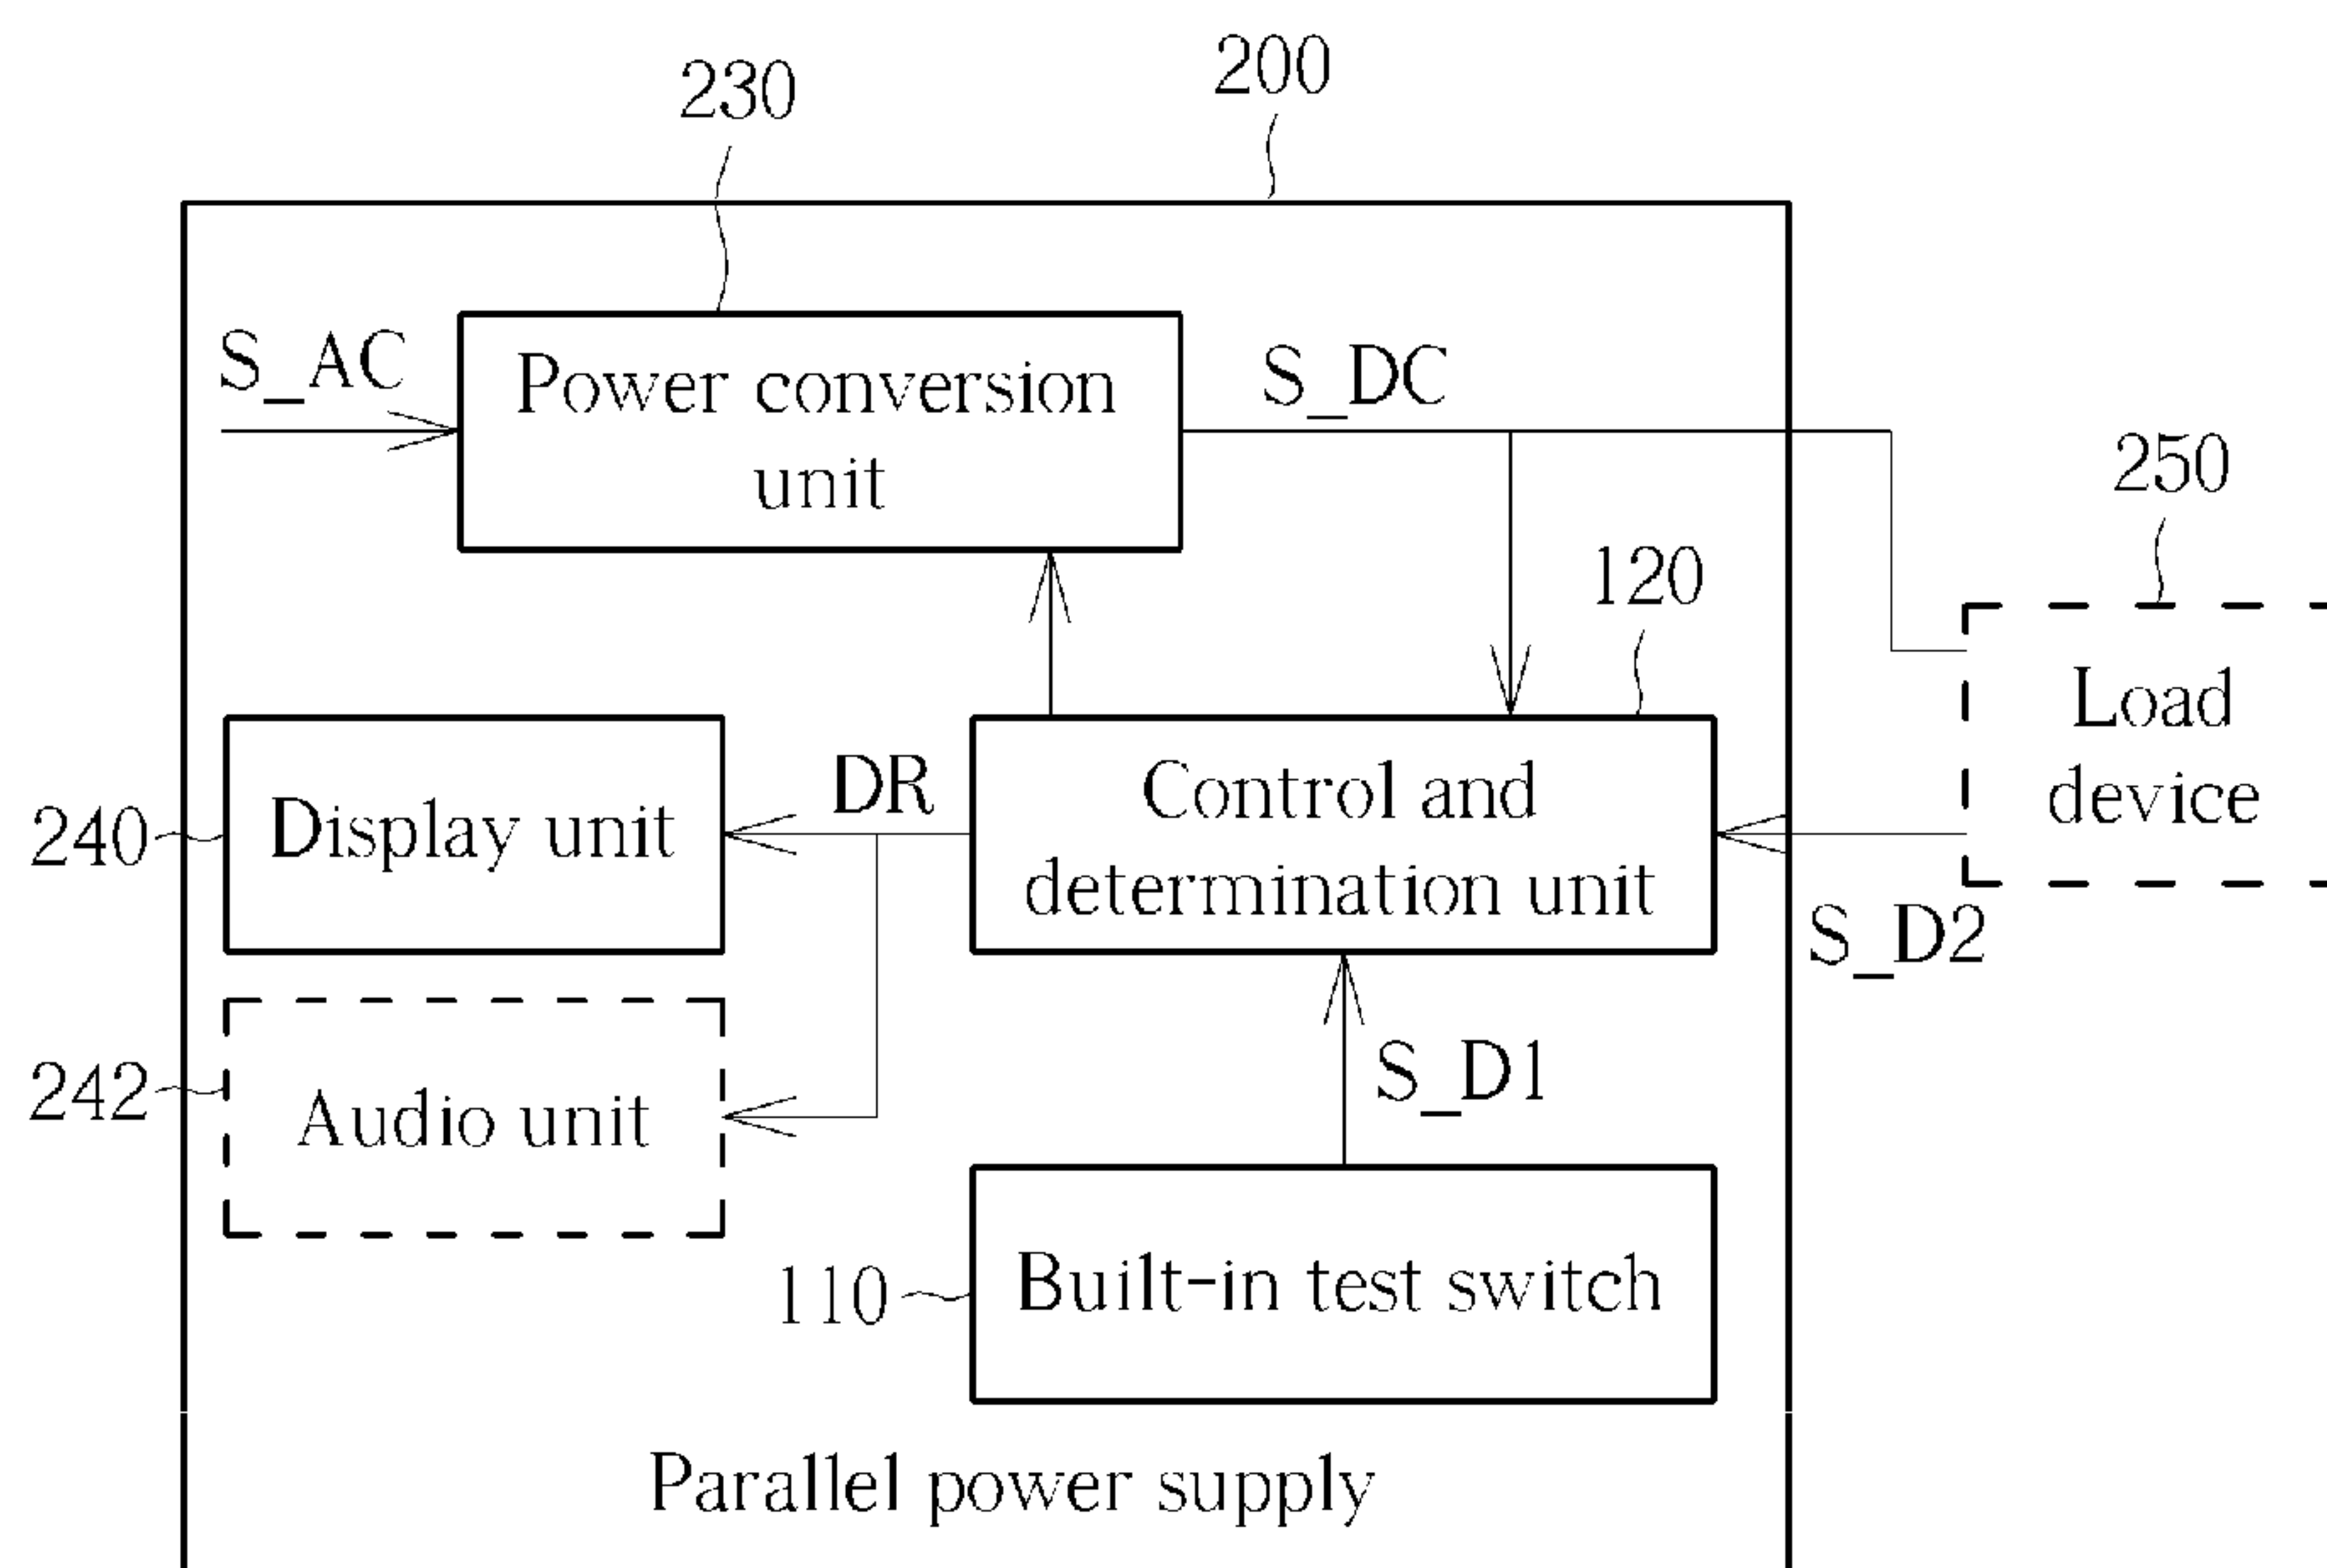 200
230
S_AC
Power conversion
unit
S_DC
250
120
Load
device
DR
Control and
determination unit
240
Display unit
S_D2
242
Audio unit
S_D1
110
Built-in test switch
Parallel power supply